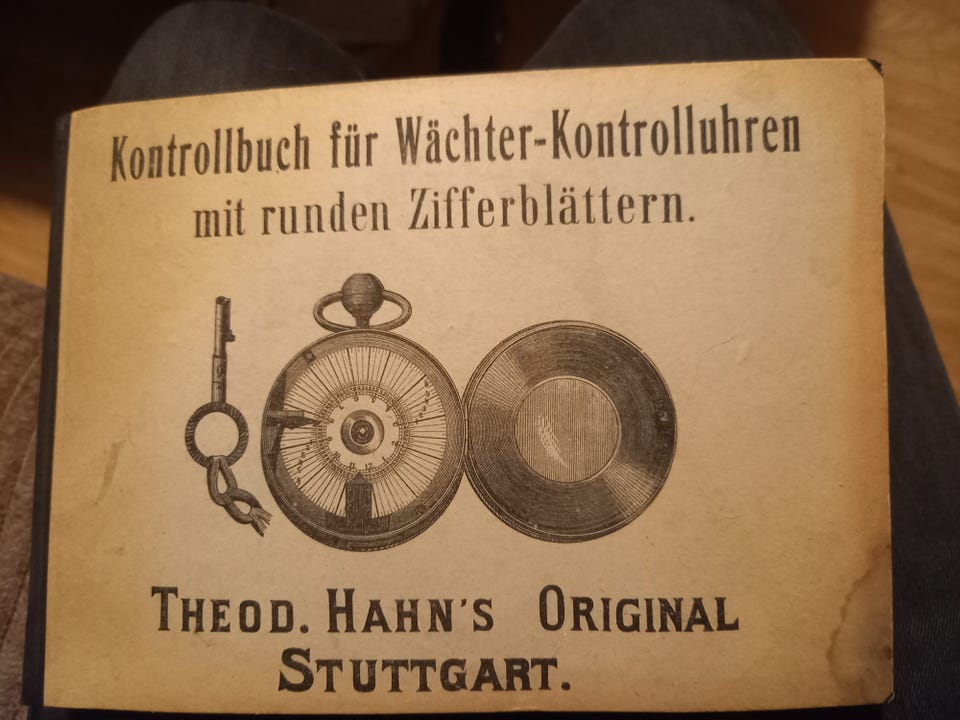 Kontrollbuch für Wächter-Kontrolluhren
mit runden Zifferblättern.
THEOD. HAHN'S ORIGINAL
STUTTGART.